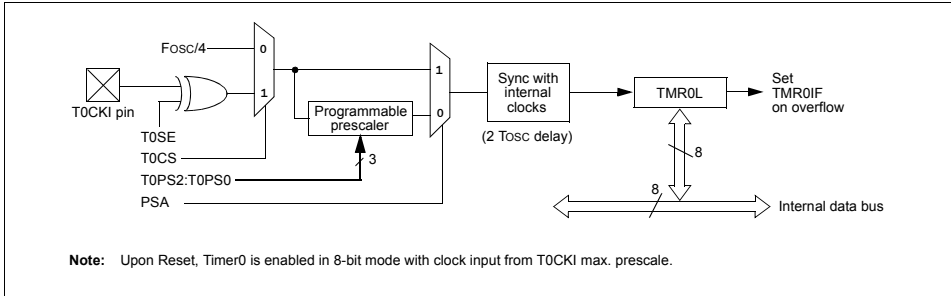 FOSC/4
0
1
T0CKI pin
T0SE
T0CS
T0PS2:T0PS0
PSA
Programmable
prescaler
3
1
0
Sync with
internal
clocks
(2 TOSC delay)
TMR0L
Set
TMR0IF
on overflow
8
8
Internal data bus
Note: Upon Reset, Timer0 is enabled in 8-bit mode with clock input from T0CKI max. prescale.